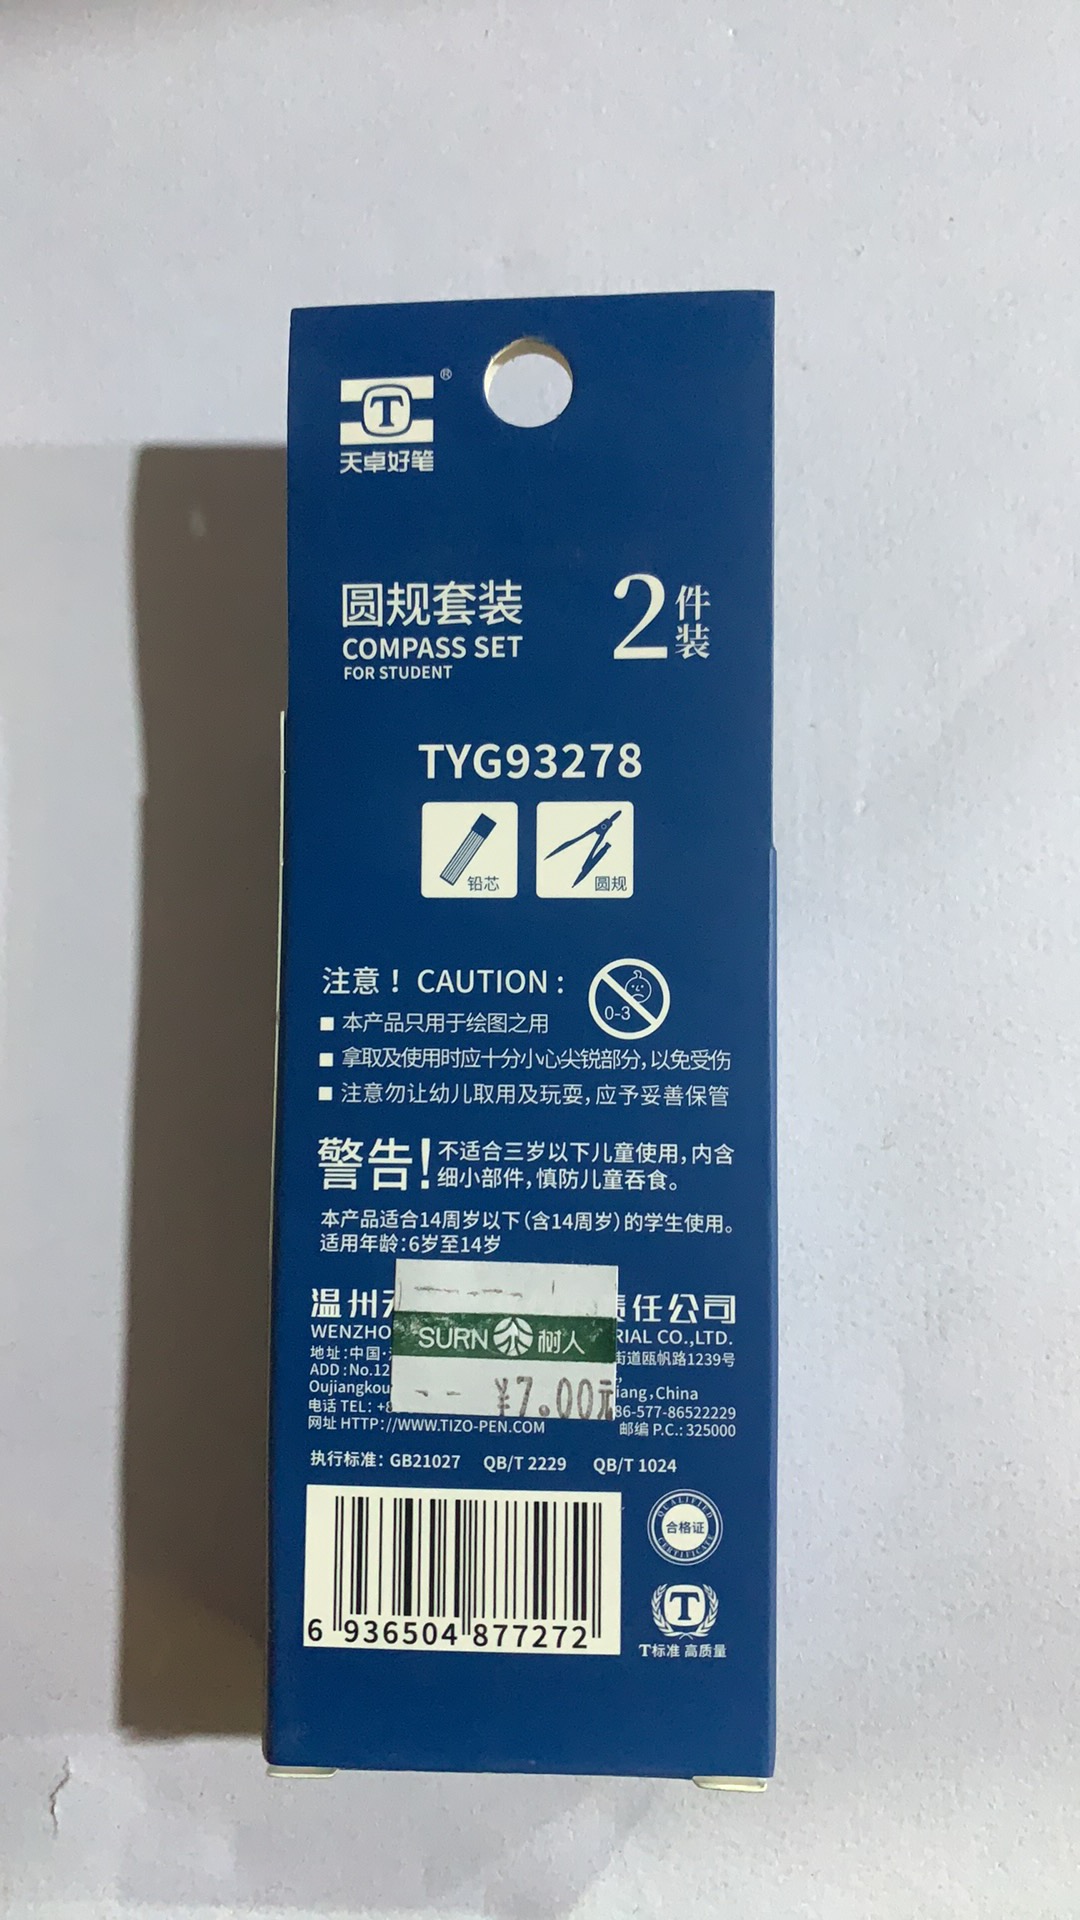 T ®
天卓好笔
圆规套装
COMPASS SET
FOR STUDENT
2件装
TYG93278
铅芯
圆规
注意！ CAUTION :
0-3
■ 本产品只用于绘图之用
■ 拿取及使用时应十分小心尖锐部分，以免受伤
■ 注意勿让幼儿取用及玩耍，应予妥善保管
警告！不适合三岁以下儿童使用，内含
细小部件，慎防儿童吞食。
本产品适合14周岁以下（含14周岁）的学生使用。
适用年龄：6岁至14岁
温州 责任公司
WENZHO RIAL CO.,LTD.
SURN 树人
地址：中国· 街道瓯帆路1239号
ADD : No.12
Oujiangkou iang, China
¥7.00元
电话 TEL: +8 86-577-86522229
网址 HTTP://WWW.TIZO-PEN.COM 邮编 P.C.: 325000
执行标准：GB21027 QB/T 2229 QB/T 1024
QUALIFIED
合格证
CERTIFICATE
6 936504 877272
T
T标准 高质量